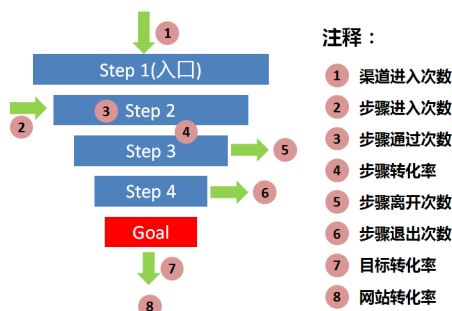 1
Step 1(入口)
2
3 Step 2
4
Step 3
5
Step 4
6
Goal
7
8
注释：
1 渠道进入次数
2 步骤进入次数
3 步骤通过次数
4 步骤转化率
5 步骤离开次数
6 步骤退出次数
7 目标转化率
8 网站转化率